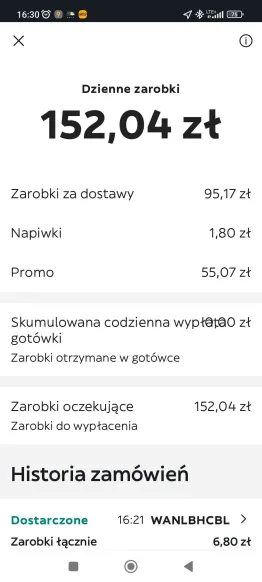 16:30
Dzienne zarobki
152,04 zł
Zarobki za dostawy 95,17 zł
Napiwki 1,80 zł
Promo 55,07 zł
Skumulowana codzienna wypłata 0,00 zł
gotówki
Zarobki otrzymane w gotówce
Zarobki oczekujące 152,04 zł
Zarobki do wypłacenia
Historia zamówień
Dostarczone 16:21 WANLBHCBL
Zarobki łącznie 6,80 zł